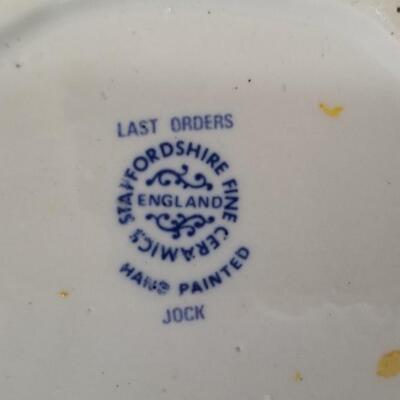 LAST ORDERS
STAFFORDSHIRE FINE CERAMICS
ENGLAND
HAND PAINTED
JOCK